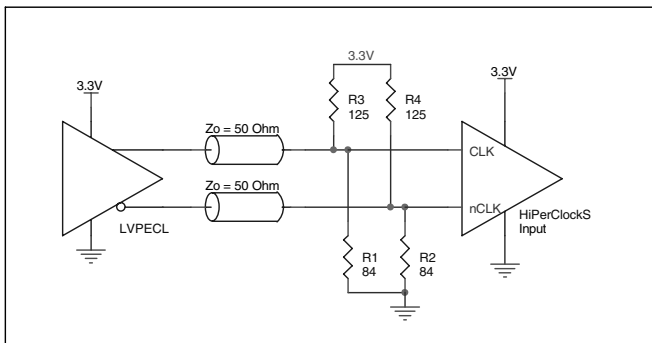 3.3V
3.3V
3.3V
R3
125
R4
125
Zo = 50 Ohm
CLK
Zo = 50 Ohm
nCLK
HiPerClockS
Input
LVPECL
R1
84
R2
84